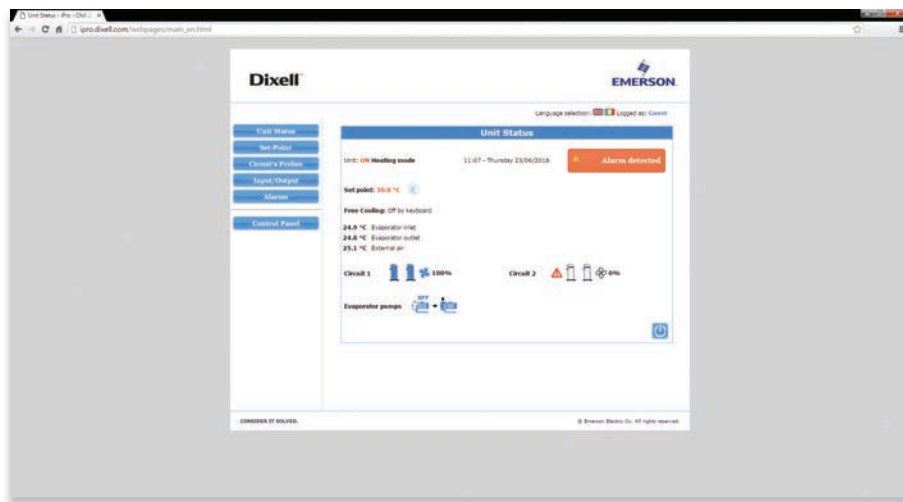 Unit Status - iPro - Chill
ipro.dixell.com/webpages/main_en.html
Dixell
EMERSON
Language selection: Logged as: Guest
Unit Status
Set-Point
Circuit's Probes
Input/Output
Alarms
Control Panel
Unit Status
Unit: ON Heating mode 11:07 - Thursday 23/06/2016 Alarm detected
Set point: 30.0 °C
Free Cooling: Off by keyboard
24.9 °C Evaporator inlet
24.8 °C Evaporator outlet
25.1 °C External air
Circuit 1 100% Circuit 2 0%
OFF
Evaporator pumps
CONSIDER IT SOLVED. © Emerson Electric Co. All rights reserved.